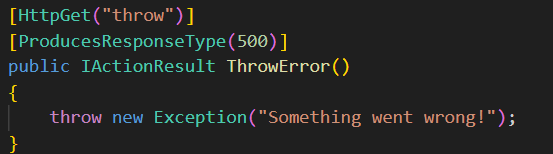 [HttpGet("throw")]
[ProducesResponseType(500)]
public IActionResult ThrowError()
{
    throw new Exception("Something went wrong!");
}